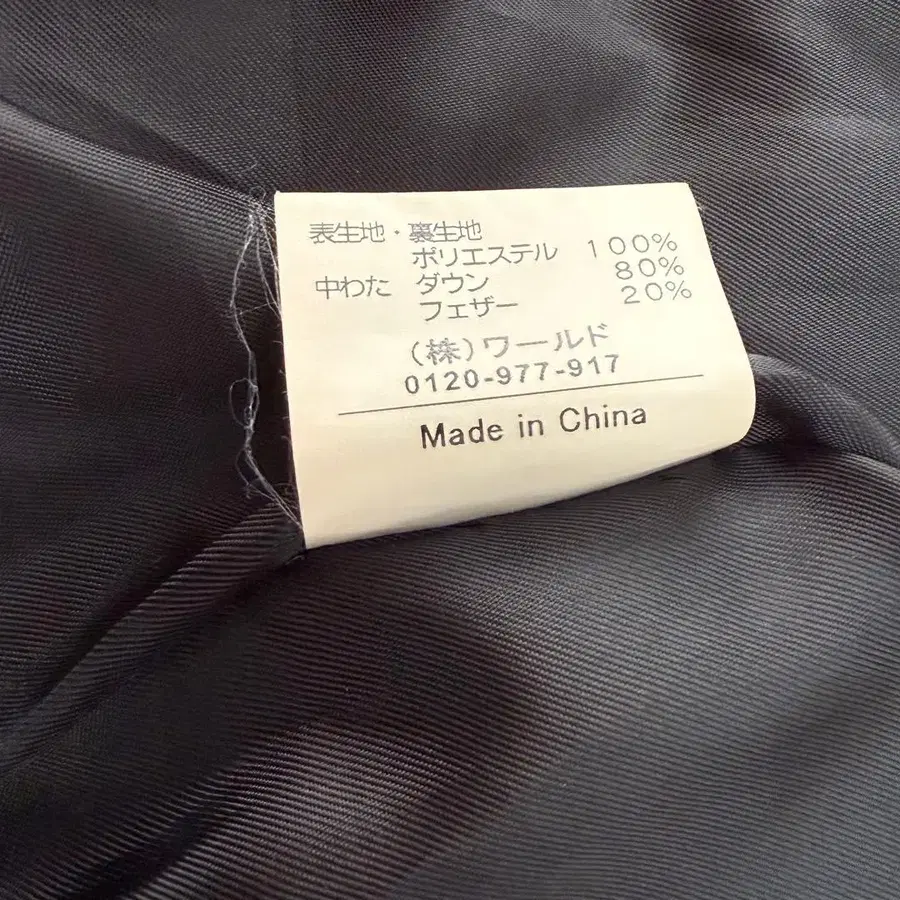 表生地・裏生地
ポリエステル 100%
中わた ダウン 80%
フェザー 20%
(株)ワールド
0120-977-917
Made in China